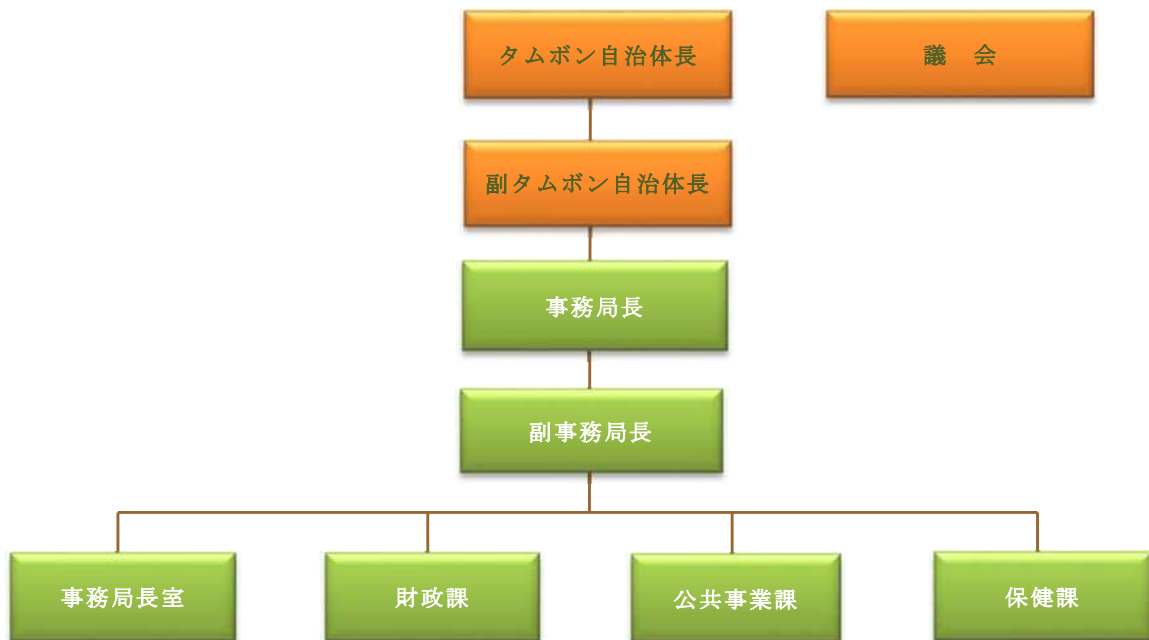 タムボン自治体長
議　会
副タムボン自治体長
事務局長
副事務局長
事務局長室
財政課
公共事業課
保健課